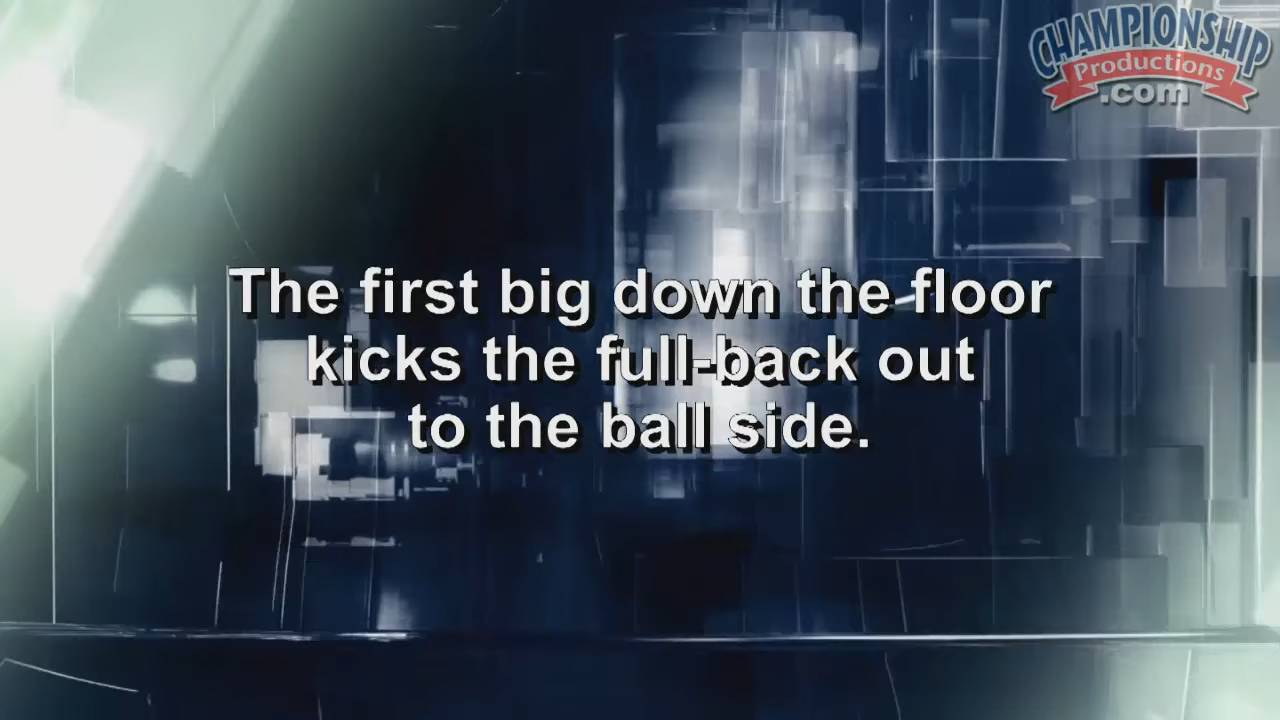 CHAMPIONSHIP
Productions
.com
The first big down the floor
kicks the full-back out
to the ball side.